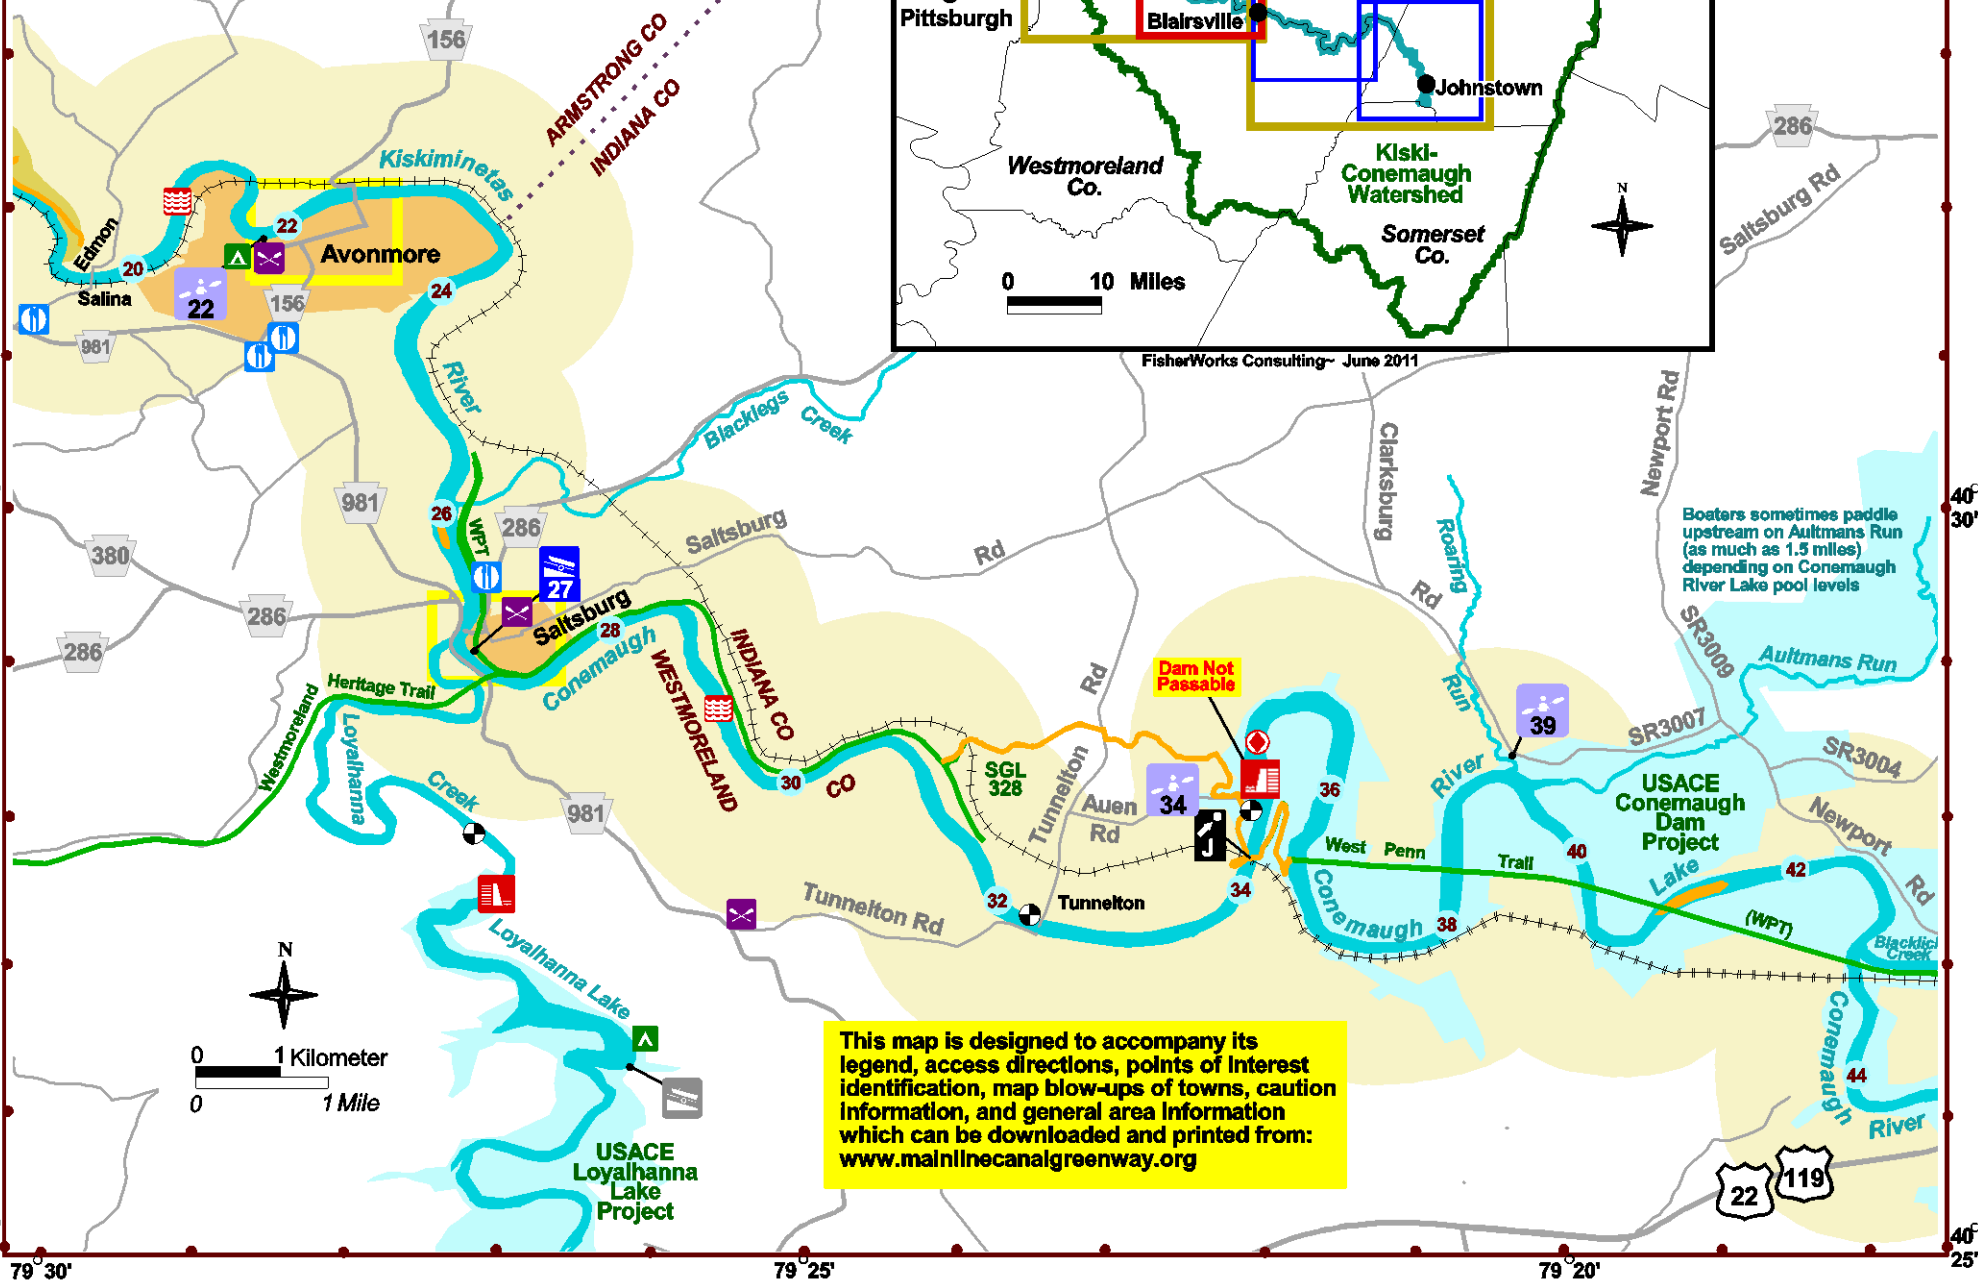 156
ARMSTRONG CO
INDIANA CO
Kiskiminetas
Edmon
20
22
Avonmore
24
Salina
22
156
981
River
Blacklegs
Creek
981
380
286
286
26
WPT
286
27
Saltsburg
28
Conemaugh
Saltsburg
Rd
Heritage Trail
Westmoreland
Loyalhanna
Creek
981
INDIANA CO
WESTMORELAND
CO
30
SGL
328
32
Tunnelton Rd
Tunnelton
Tunnelton
Rd
Auen
Rd
34
34
J
Dam Not
Passable
36
Clarksburg
Rd
Roaring
Run
Newport Rd
SR3009
SR3007
SR3004
Newport
Rd
39
River
Boaters sometimes paddle
upstream on Aultmans Run
(as much as 1.5 miles)
depending on Conemaugh
River Lake pool levels
Aultmans Run
USACE
Conemaugh
Dam
Project
West Penn
Trail
(WPT)
Conemaugh
38
40
Lake
42
Creek
Conemaugh
44
River
22
119
Loyalhanna Lake
USACE
Loyalhanna
Lake
Project
N
0 1 Kilometer
0 1 Mile
This map is designed to accompany its
legend, access directions, points of interest
identification, map blow-ups of towns, caution
information, and general area information
which can be downloaded and printed from:
www.mainlinecanalgreenway.org
Pittsburgh
Blairsville
Johnstown
Westmoreland
Co.
Kiski-
Conemaugh
Watershed
Somerset
Co.
N
0 10 Miles
FisherWorks Consulting~ June 2011
286
Saltsburg Rd
40°
30'
40°
25'
79°30'
79°25'
79°20'